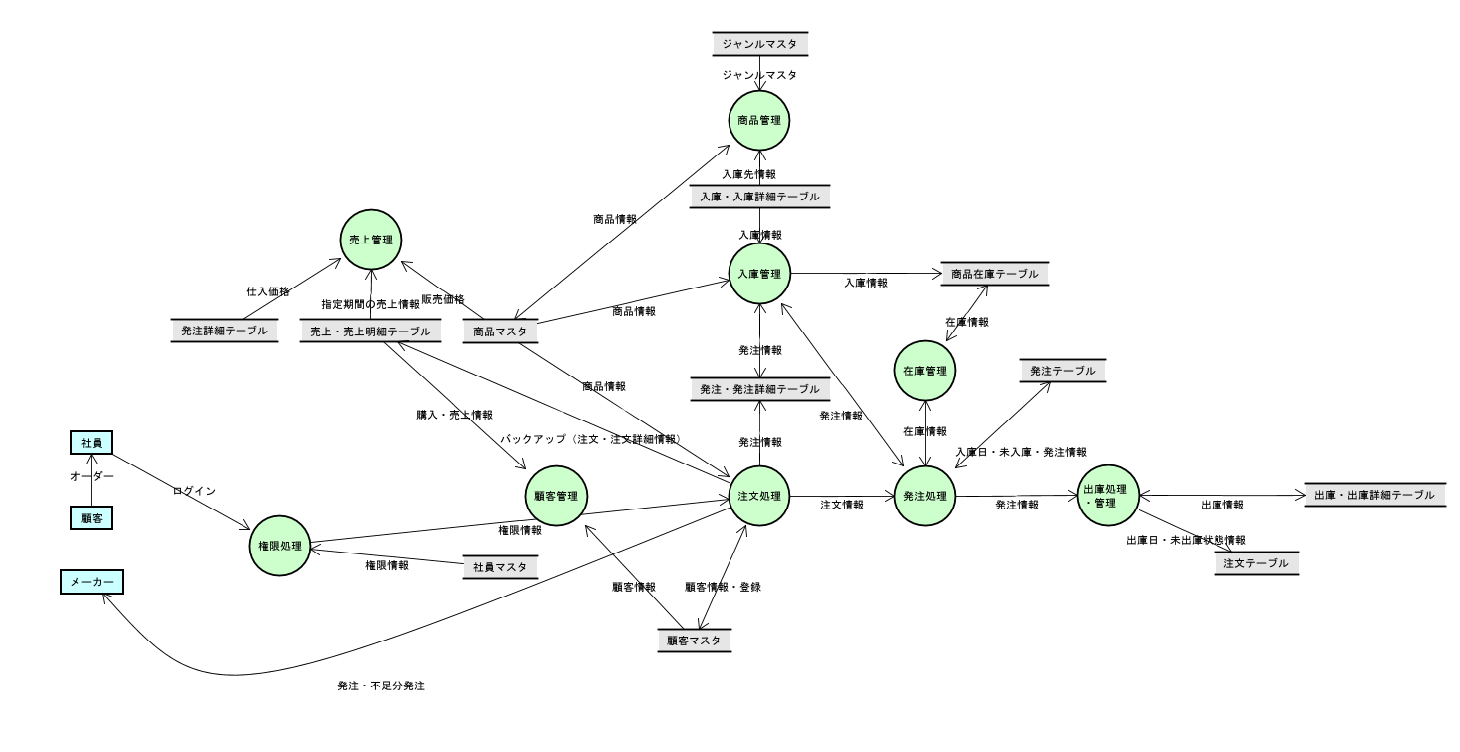 ジャンルマスタ
ジャンルマスタ
商品管理
入庫先情報
入庫・入庫詳細テーブル
商品情報
入庫情報
売上管理
入庫管理
商品在庫テーブル
入庫情報
仕入価格
指定期間の売上情報
販売価格
商品情報
在庫情報
発注詳細テーブル
売上・売上明細テーブル
商品マスタ
発注情報
在庫管理
発注テーブル
商品情報
発注・発注詳細テーブル
購入・売上情報
発注情報
在庫情報
バックアップ（注文・注文詳細情報）
発注情報
社員
入庫日・未入庫・発注情報
オーダー
ログイン
顧客管理
注文処理
発注処理
出庫処理
・管理
出庫・出庫詳細テーブル
注文情報
発注情報
出庫情報
顧客
権限情報
出庫日・未出庫状態情報
権限処理
権限情報
社員マスタ
注文テーブル
メーカー
顧客情報
顧客情報・登録
顧客マスタ
発注・不足分発注